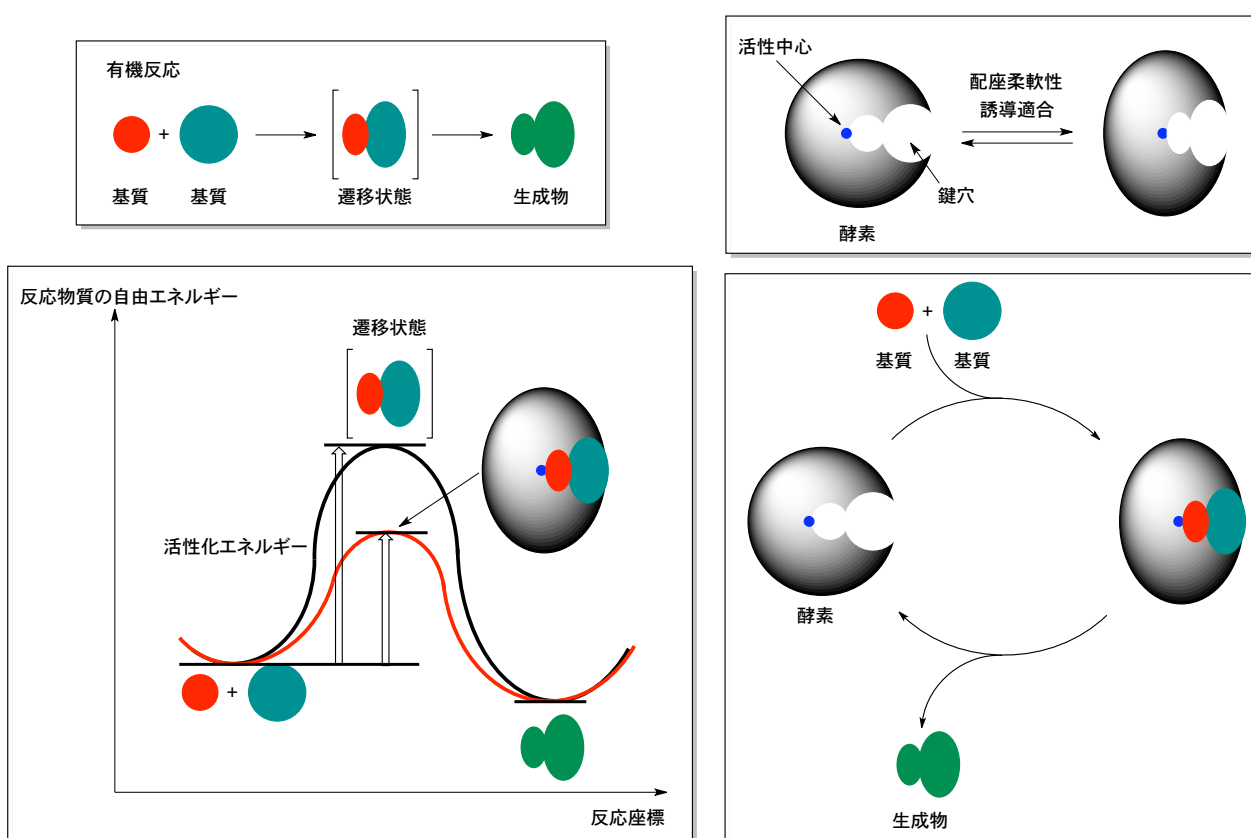 有機反応
+
基質
基質
遷移状態
生成物
活性中心
配座柔軟性
誘導適合
鍵穴
酵素
反応物質の自由エネルギー
遷移状態
活性化エネルギー
+
反応座標
+
基質
基質
酵素
生成物